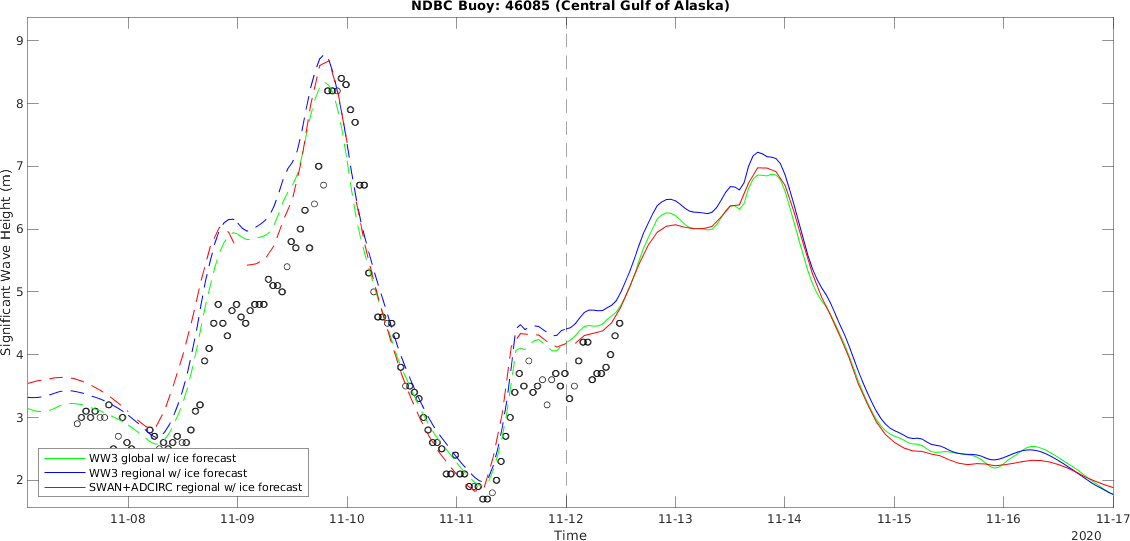 NDBC Buoy: 46085 (Central Gulf of Alaska)
9
8
7
6
5
4
3
2
Significant Wave Height (m)
WW3 global w/ ice forecast
WW3 regional w/ ice forecast
SWAN+ADCIRC regional w/ ice forecast
11-08 11-09 11-10 11-11 11-12 11-13 11-14 11-15 11-16 11-17
Time 2020